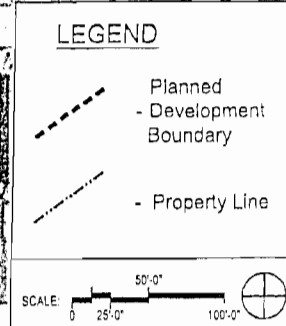 LEGEND
Planned
- Development
Boundary
- Property Line
50'-0"
SCALE:
0 25'-0" 100'-0"